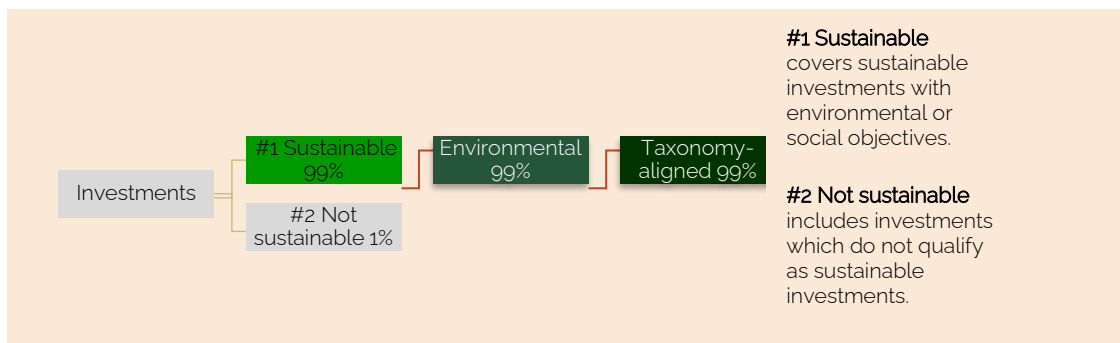 Investments
#1 Sustainable
99%
#2 Not
sustainable 1%
Environmental
99%
Taxonomy-
aligned 99%
#1 Sustainable
covers sustainable
investments with
environmental or
social objectives.
#2 Not sustainable
includes investments
which do not qualify
as sustainable
investments.